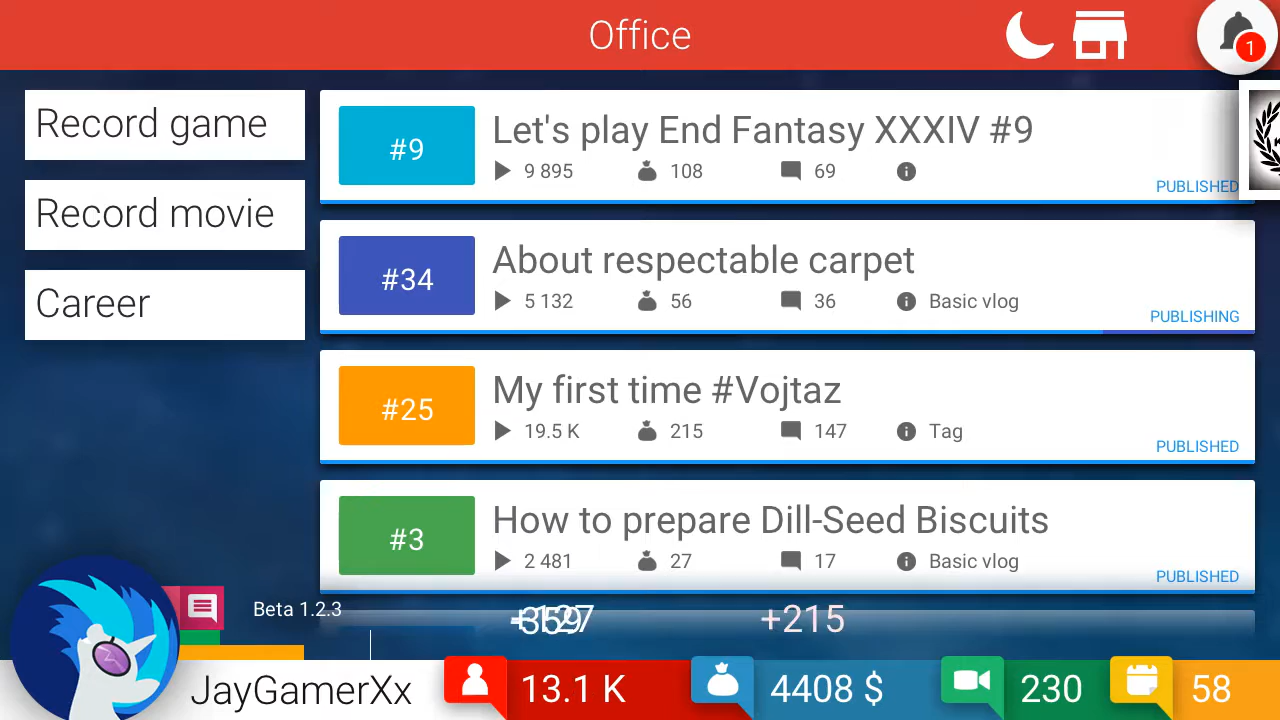 Office
1
Record game
Record movie
Career
#9
Let's play End Fantasy XXXIV #9
9 895
108
69
PUBLISHED
#34
About respectable carpet
5 132
56
36
Basic vlog
PUBLISHING
#25
My first time #Vojtaz
19.5 K
215
147
Tag
PUBLISHED
#3
How to prepare Dill-Seed Biscuits
2 481
27
17
Basic vlog
PUBLISHED
Beta 1.2.3
+215
JayGamerXx
13.1 K
4408 $
230
58